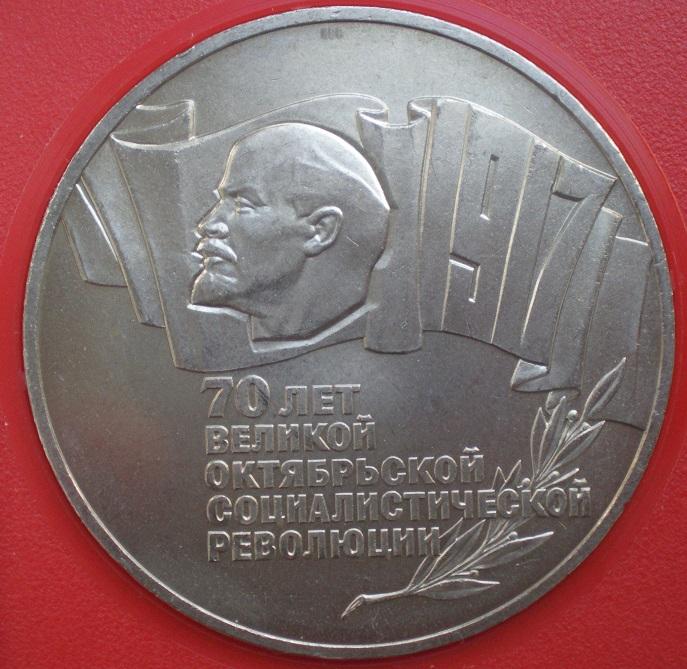 1917
70 ЛЕТ
ВЕЛИКОЙ
ОКТЯБРЬСКОЙ
СОЦИАЛИСТИЧЕСКОЙ
РЕВОЛЮЦИИ